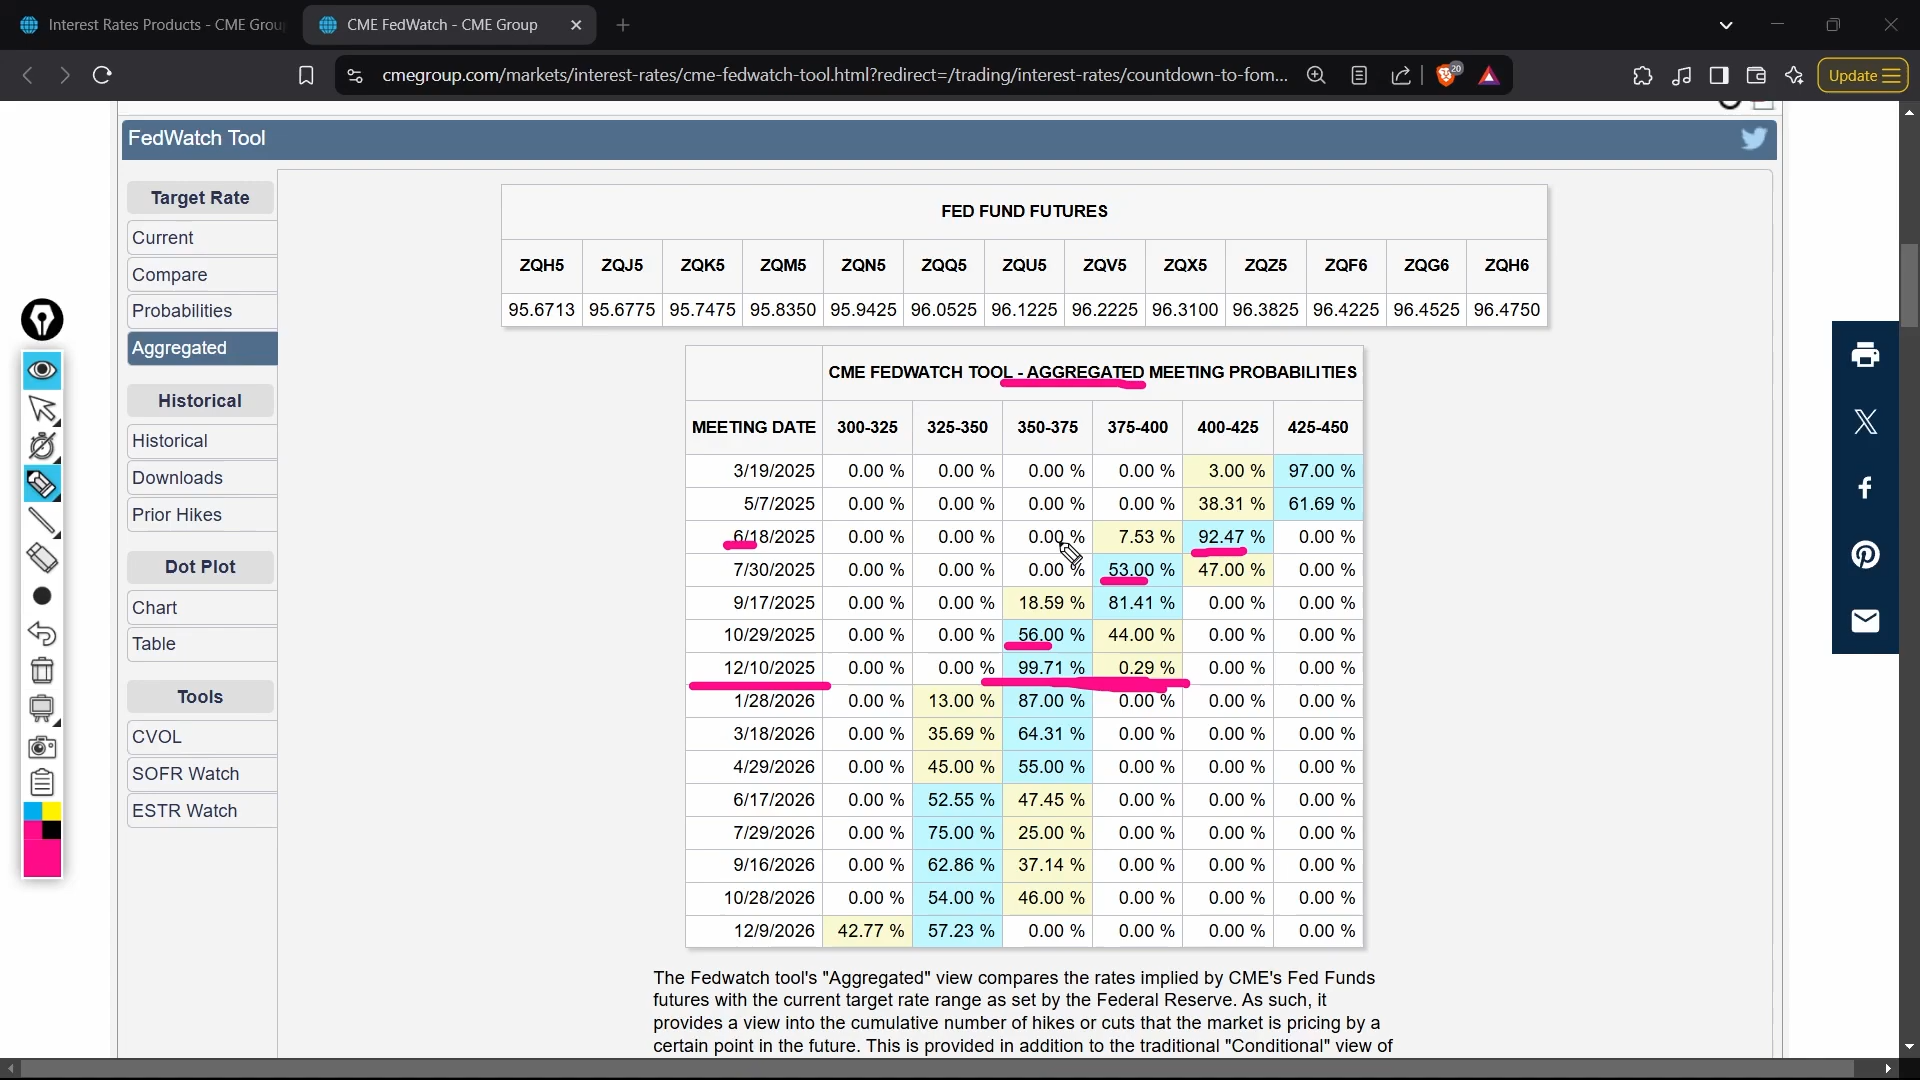 Interest Rates Products - CME Grou
CME FedWatch - CME Group
cmegroup.com/markets/interest-rates/cme-fedwatch-tool.html?redirect=/trading/interest-rates/countdown-to-fom...
20
Update
FedWatch Tool
Target Rate
Current
Compare
Probabilities
Aggregated
Historical
Historical
Downloads
Prior Hikes
Dot Plot
Chart
Table
Tools
CVOL
SOFR Watch
ESTR Watch
FED FUND FUTURES
ZQH5 ZQJ5 ZQK5 ZQM5 ZQN5 ZQQ5 ZQU5 ZQV5 ZQX5 ZQZ5 ZQF6 ZQG6 ZQH6
95.6713 95.6775 95.7475 95.8350 95.9425 96.0525 96.1225 96.2225 96.3100 96.3825 96.4225 96.4525 96.4750
CME FEDWATCH TOOL - AGGREGATED MEETING PROBABILITIES
MEETING DATE 300-325 325-350 350-375 375-400 400-425 425-450
3/19/2025 0.00 % 0.00 % 0.00 % 0.00 % 3.00 % 97.00 %
5/7/2025 0.00 % 0.00 % 0.00 % 0.00 % 38.31 % 61.69 %
6/18/2025 0.00 % 0.00 % 0.00 % 7.53 % 92.47 % 0.00 %
7/30/2025 0.00 % 0.00 % 0.00 % 53.00 % 47.00 % 0.00 %
9/17/2025 0.00 % 0.00 % 18.59 % 81.41 % 0.00 % 0.00 %
10/29/2025 0.00 % 0.00 % 56.00 % 44.00 % 0.00 % 0.00 %
12/10/2025 0.00 % 0.00 % 99.71 % 0.29 % 0.00 % 0.00 %
1/28/2026 0.00 % 13.00 % 87.00 % 0.00 % 0.00 % 0.00 %
3/18/2026 0.00 % 35.69 % 64.31 % 0.00 % 0.00 % 0.00 %
4/29/2026 0.00 % 45.00 % 55.00 % 0.00 % 0.00 % 0.00 %
6/17/2026 0.00 % 52.55 % 47.45 % 0.00 % 0.00 % 0.00 %
7/29/2026 0.00 % 75.00 % 25.00 % 0.00 % 0.00 % 0.00 %
9/16/2026 0.00 % 62.86 % 37.14 % 0.00 % 0.00 % 0.00 %
10/28/2026 0.00 % 54.00 % 46.00 % 0.00 % 0.00 % 0.00 %
12/9/2026 42.77 % 57.23 % 0.00 % 0.00 % 0.00 % 0.00 %
The Fedwatch tool's "Aggregated" view compares the rates implied by CME's Fed Funds
futures with the current target rate range as set by the Federal Reserve. As such, it
provides a view into the cumulative number of hikes or cuts that the market is pricing by a
certain point in the future. This is provided in addition to the traditional "Conditional" view of